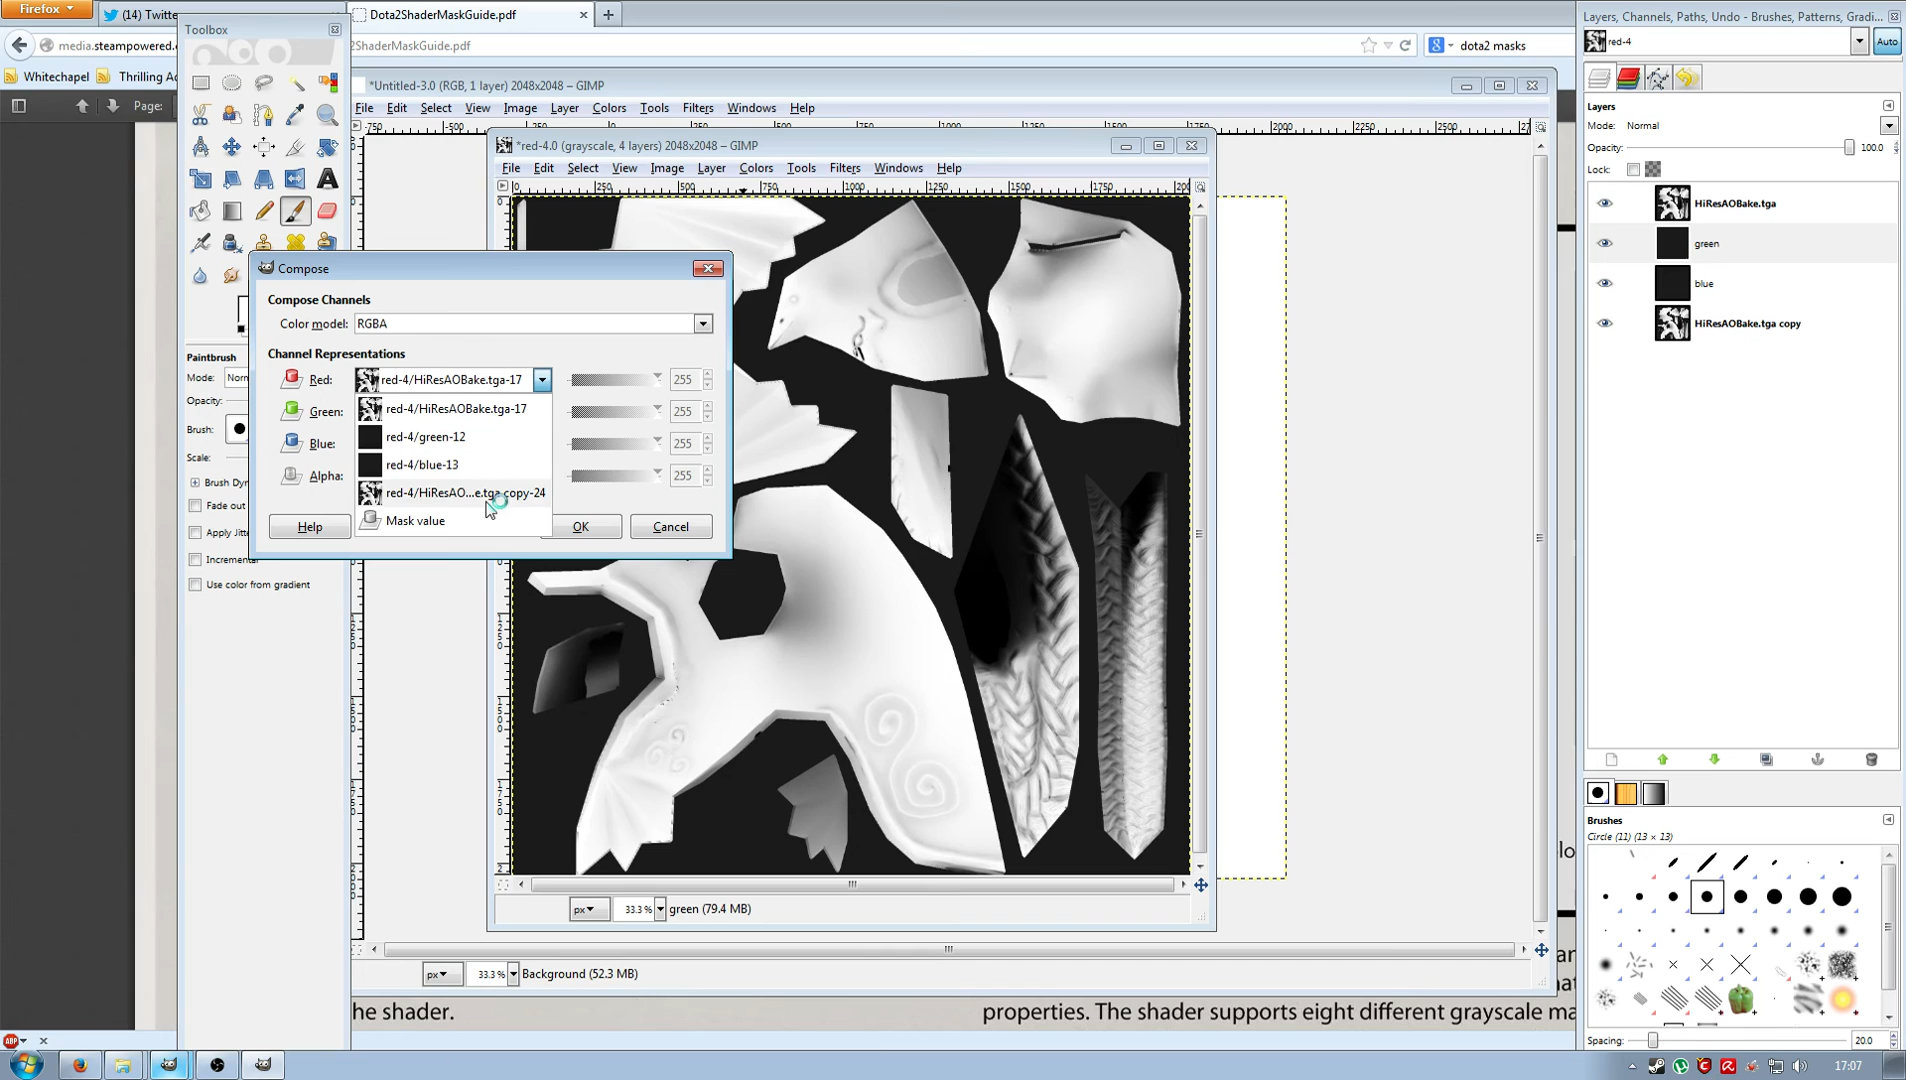 Firefox
(14) Twitte
Dota2ShaderMaskGuide.pdf
media.steampowered.
2ShaderMaskGuide.pdf
dota2 masks
Whitechapel
Thrilling Ad
Page:
Toolbox
*Untitled-3.0 (RGB, 1 layer) 2048x2048 – GIMP
File Edit Select View Image Layer Colors Tools Filters Windows Help
*red-4.0 (grayscale, 4 layers) 2048x2048 – GIMP
File Edit Select View Image Layer Colors Tools Filters Windows Help
Compose
Compose Channels
Color model: RGBA
Channel Representations
Red: red-4/HiResAOBake.tga-17 255
red-4/HiResAOBake.tga-17
Green: 255
red-4/green-12
Blue: 255
red-4/blue-13
Alpha: 255
red-4/HiResAO...e.tga copy-24
Mask value
Help OK Cancel
Paintbrush
Mode: Norn
Opacity:
Brush:
Scale:
Brush Dyn
Fade out
Apply Jitt
Incremental
Use color from gradient
px 33.3 % green (79.4 MB)
px 33.3 % Background (52.3 MB)
he shader.
properties. The shader supports eight different grayscale ma
Layers, Channels, Paths, Undo - Brushes, Patterns, Gradi...
red-4 Auto
Layers
Mode: Normal
Opacity: 100.0
Lock:
HiResAOBake.tga
green
blue
HiResAOBake.tga copy
Brushes
Circle (11) (13 × 13)
Spacing: 20.0
ABP
17:07